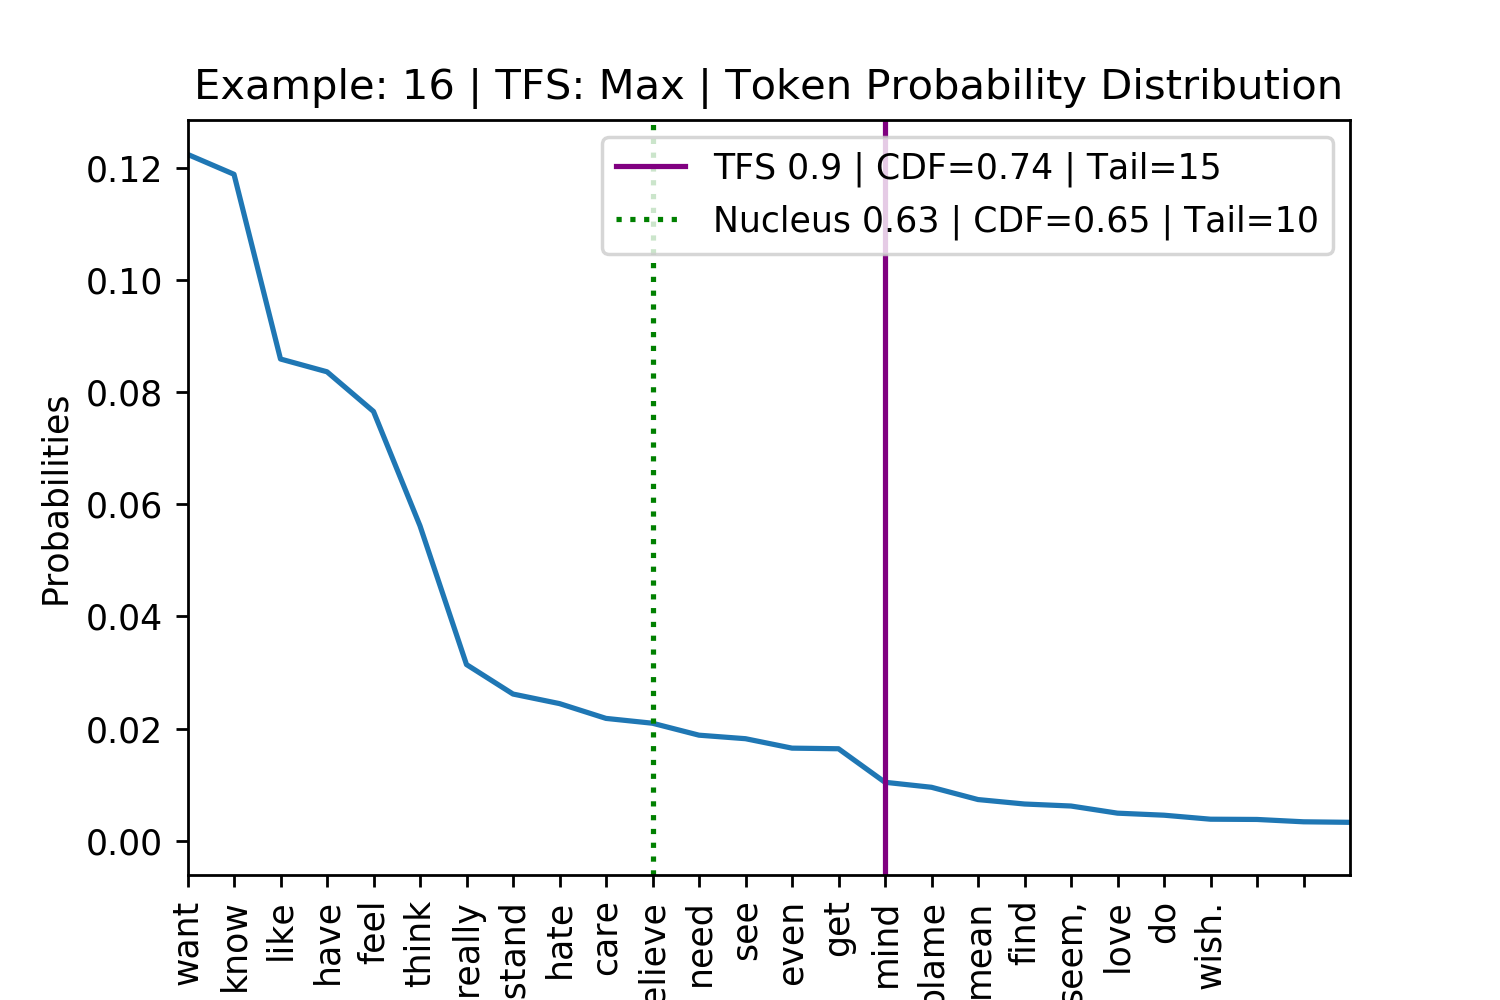 Example: 16 | TFS: Max | Token Probability Distribution
TFS 0.9 | CDF=0.74 | Tail=15
Nucleus 0.63 | CDF=0.65 | Tail=10
Probabilities
0.12
0.10
0.08
0.06
0.04
0.02
0.00
want
know
like
have
feel
think
really
stand
hate
care
elieve
need
see
even
get
mind
blame
mean
find
seem,
love
do
wish.